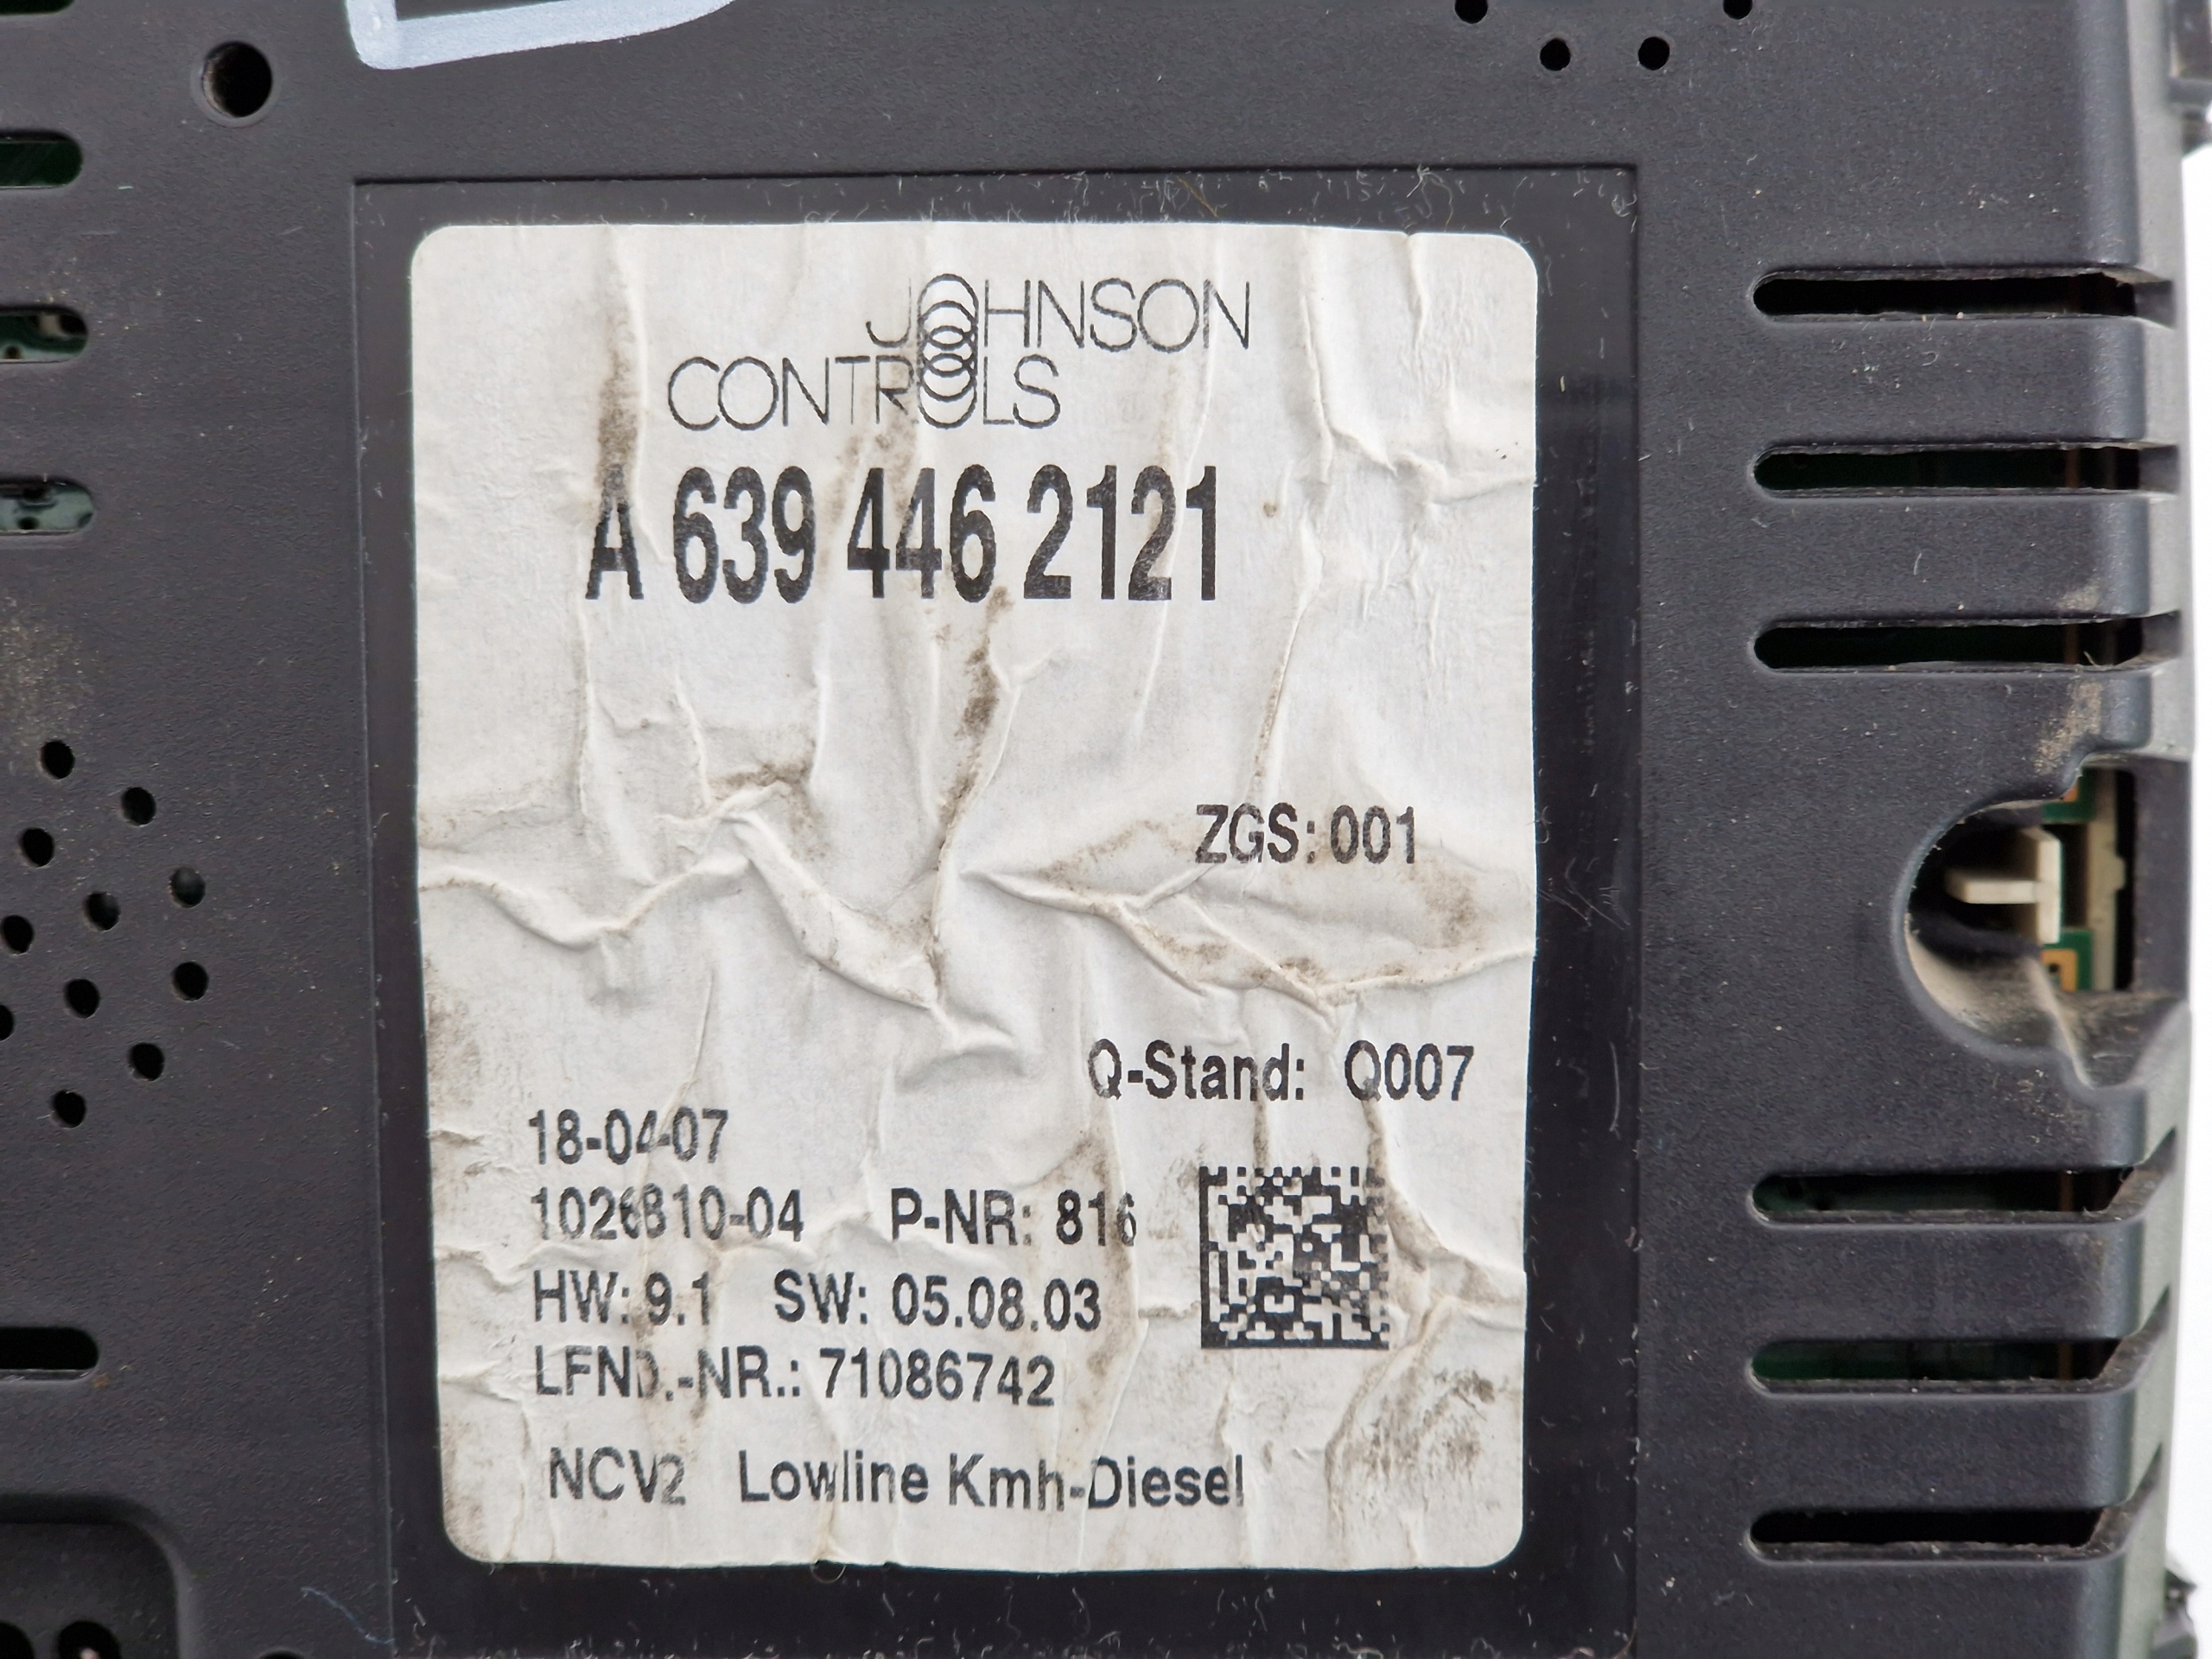 JOHNSON
CONTROLS
A 639 446 2121
ZGS: 001
Q-Stand: Q007
18-04-07
1026810-04 P-NR: 816
HW: 9.1 SW: 05.08.03
LFND.-NR.: 71086742
NCV2 Lowline Kmh-Diesel